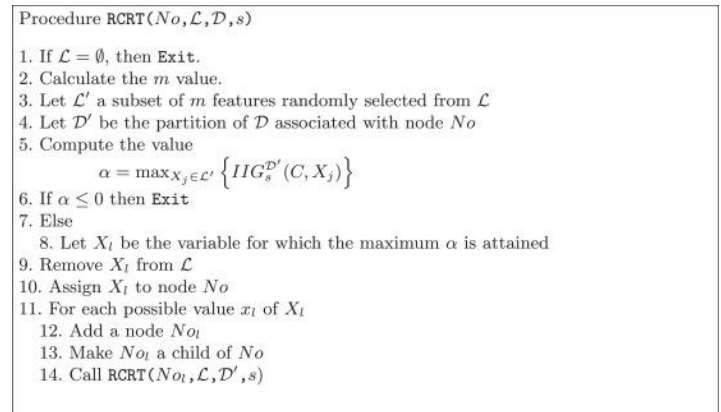 Procedure RCRT(No,ℒ,𝒟,s)
1. If ℒ = ∅, then Exit.
2. Calculate the m value.
3. Let ℒ′ a subset of m features randomly selected from ℒ
4. Let 𝒟′ be the partition of 𝒟 associated with node No
5. Compute the value
α = max_{X_j∈ℒ′} {IIG_s^{𝒟′}(C, X_j)}
6. If α ≤ 0 then Exit
7. Else
8. Let X_l be the variable for which the maximum α is attained
9. Remove X_l from ℒ
10. Assign X_l to node No
11. For each possible value x_l of X_l
12. Add a node No_l
13. Make No_l a child of No
14. Call RCRT(No_l,ℒ,𝒟′,s)